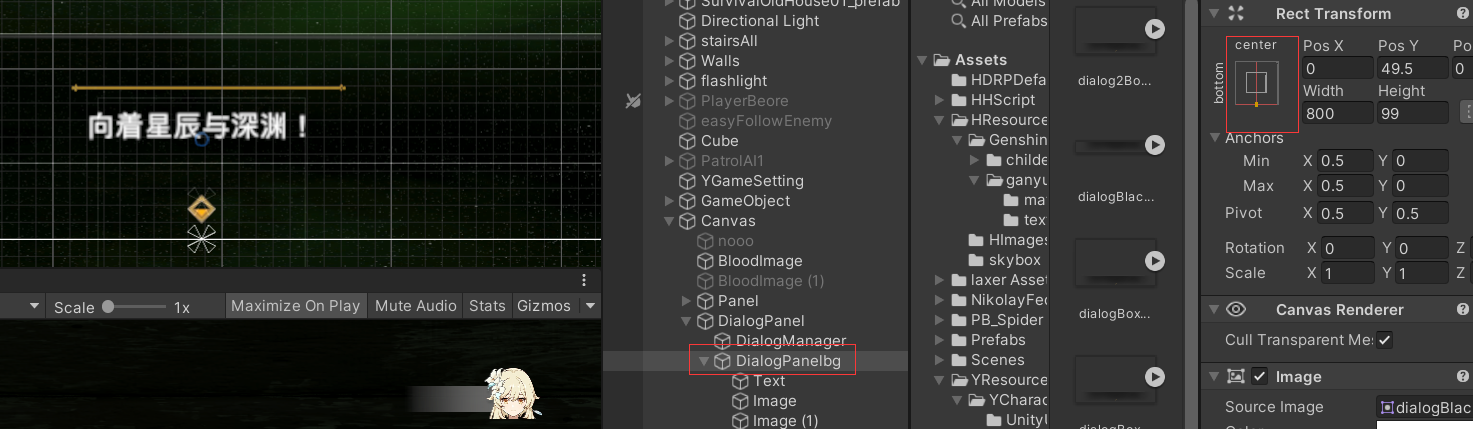 向着星辰与深渊！
Scale
1x
Maximize On Play
Mute Audio
Stats
Gizmos
SurvivalOldHouse01_prefab
Directional Light
stairsAll
Walls
flashlight
PlayerBeore
easyFollowEnemy
Cube
PatrolAI1
YGameSetting
GameObject
Canvas
nooo
BloodImage
BloodImage (1)
Panel
DialogPanel
DialogManager
DialogPanelbg
Text
Image
Image (1)
All Models
All Prefabs
Assets
HDRPDefa
HHScript
HResource
Genshin
childe
ganyu
ma
tex
HImages
skybox
laxer Asset
NikolayFed
PB_Spider
Prefabs
Scenes
YResource
YCharac
UnityU
dialog2Bo...
dialogBlac...
dialogBox...
Rect Transform
center
Pos X
Pos Y
Po
bottom
0
49.5
0
Width
Height
800
99
Anchors
Min
X 0.5
Y 0
Max
X 0.5
Y 0
Pivot
X 0.5
Y 0.5
Rotation
X 0
Y 0
Z
Scale
X 1
Y 1
Z
Canvas Renderer
Cull Transparent Me
Image
Source Image
dialogBlac